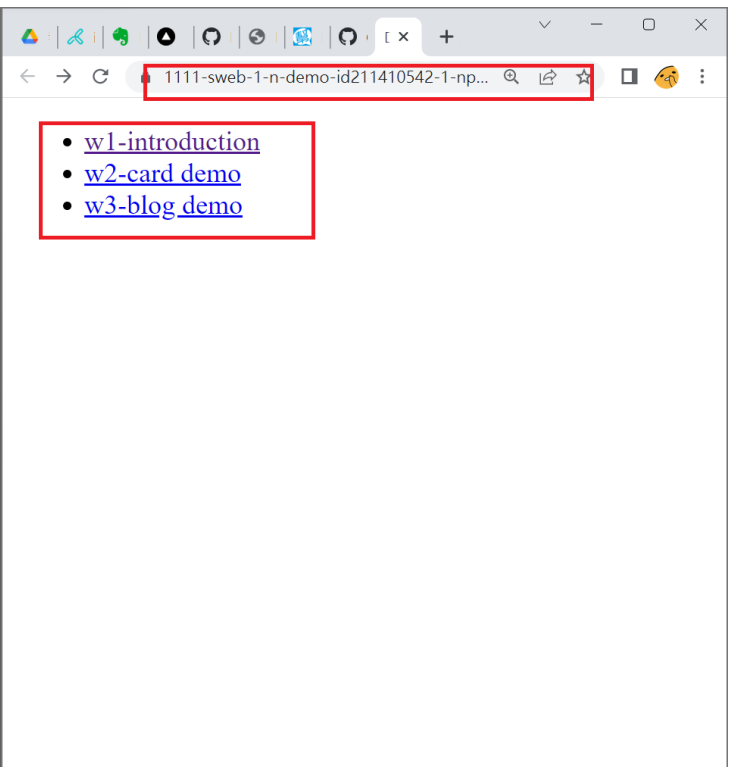 1111-sweb-1-n-demo-id211410542-1-np...
w1-introduction
w2-card demo
w3-blog demo